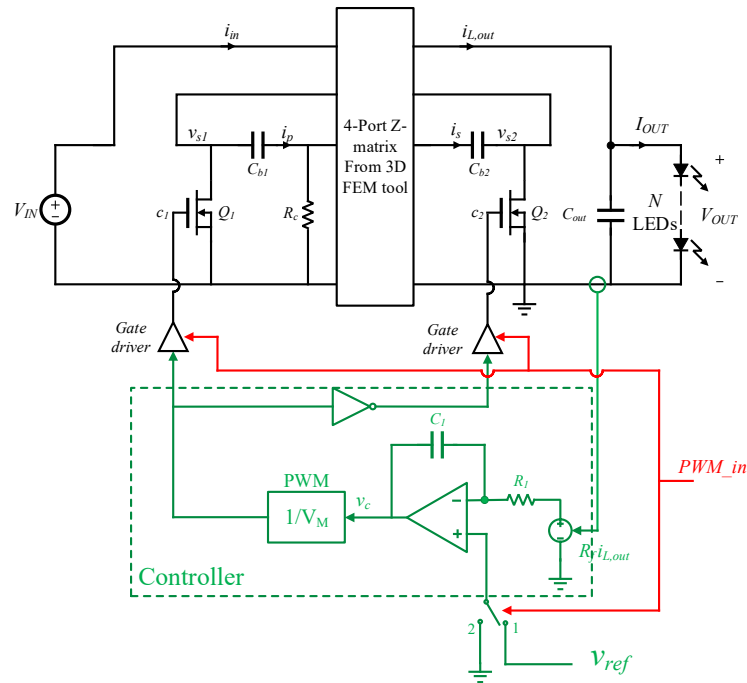 i_in
i_L,out
v_s1
i_p
C_b1
4-Port Z-
matrix
From 3D
FEM tool
i_s
v_s2
C_b2
I_OUT
V_IN
c_1
Q_1
R_c
c_2
Q_2
C_out
N
LEDs
+
V_OUT
−
Gate
driver
Gate
driver
C_1
PWM
1/V_M
v_c
R_1
PWM_in
R_f i_L,out
Controller
2
1
v_ref